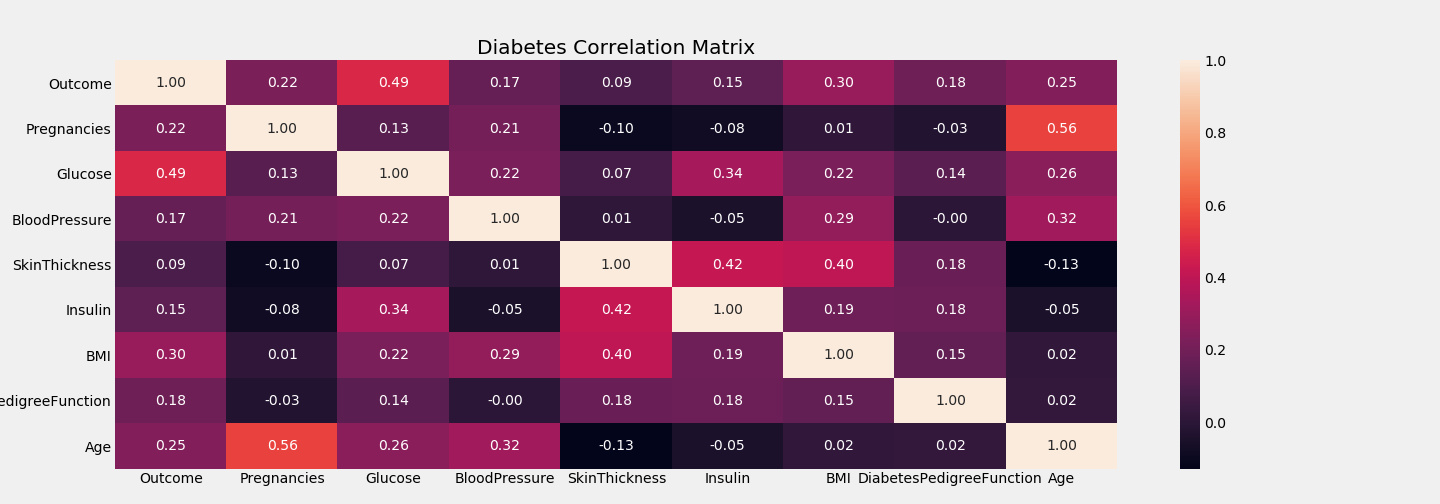 Diabetes Correlation Matrix
Outcome 1.00 0.22 0.49 0.17 0.09 0.15 0.30 0.18 0.25
Pregnancies 0.22 1.00 0.13 0.21 -0.10 -0.08 0.01 -0.03 0.56
Glucose 0.49 0.13 1.00 0.22 0.07 0.34 0.22 0.14 0.26
BloodPressure 0.17 0.21 0.22 1.00 0.01 -0.05 0.29 -0.00 0.32
SkinThickness 0.09 -0.10 0.07 0.01 1.00 0.42 0.40 0.18 -0.13
Insulin 0.15 -0.08 0.34 -0.05 0.42 1.00 0.19 0.18 -0.05
BMI 0.30 0.01 0.22 0.29 0.40 0.19 1.00 0.15 0.02
edigreeFunction 0.18 -0.03 0.14 -0.00 0.18 0.18 0.15 1.00 0.02
Age 0.25 0.56 0.26 0.32 -0.13 -0.05 0.02 0.02 1.00
Outcome Pregnancies Glucose BloodPressure SkinThickness Insulin BMI DiabetesPedigreeFunction Age
1.0
0.8
0.6
0.4
0.2
0.0